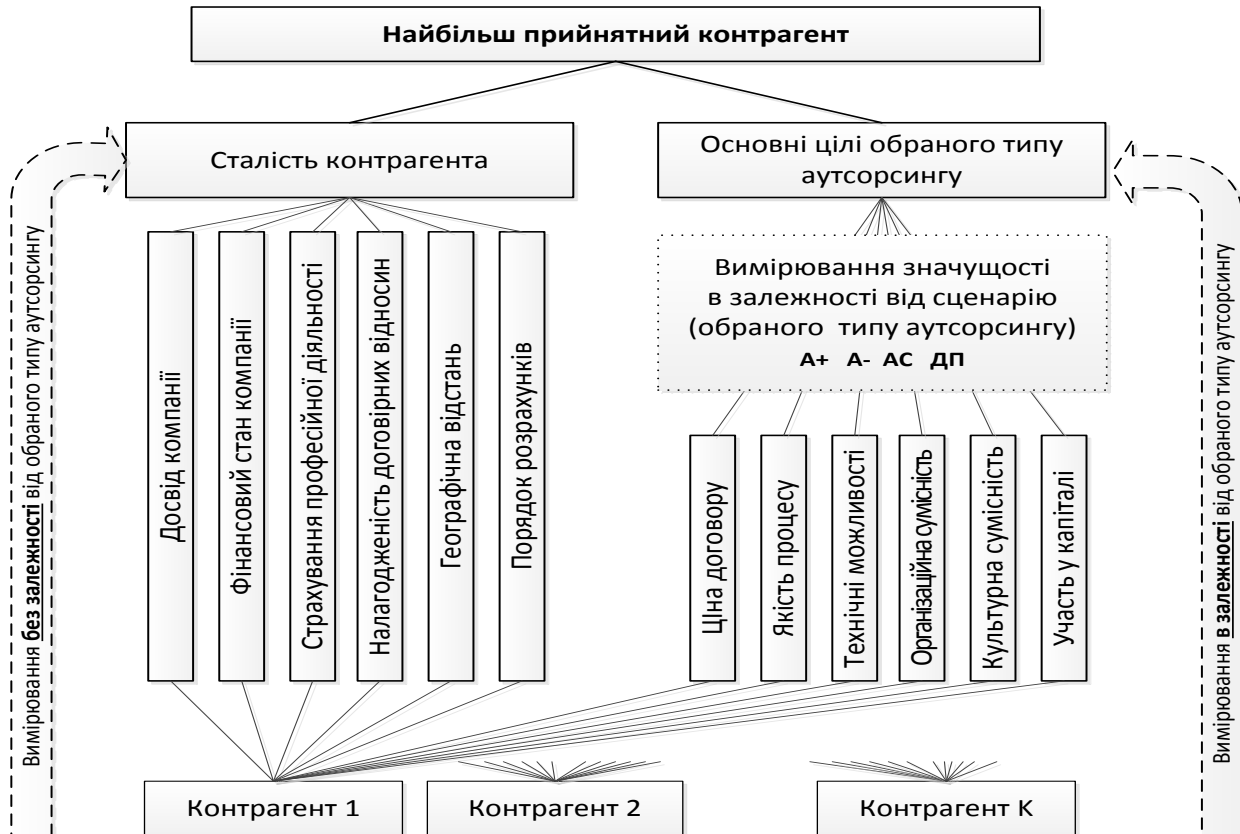 Найбільш прийнятний контрагент
Сталість контрагента
Основні цілі обраного типу
аутсорсингу
Вимірювання без залежності від обраного типу аутсорсингу
Досвід компанії
Фінансовий стан компанії
Страхування професійної діяльності
Налагодженість договірних відносин
Географічна відстань
Порядок розрахунків
Вимірювання значущості
в залежності від сценарію
(обраного типу аутсорсингу)
А+ А- АС ДП
Ціна договору
Якість процесу
Технічні можливості
Організаційна сумісність
Культурна сумісність
Участь у капіталі
Вимірювання в залежності від обраного типу аутсорсингу
Контрагент 1
Контрагент 2
Контрагент К